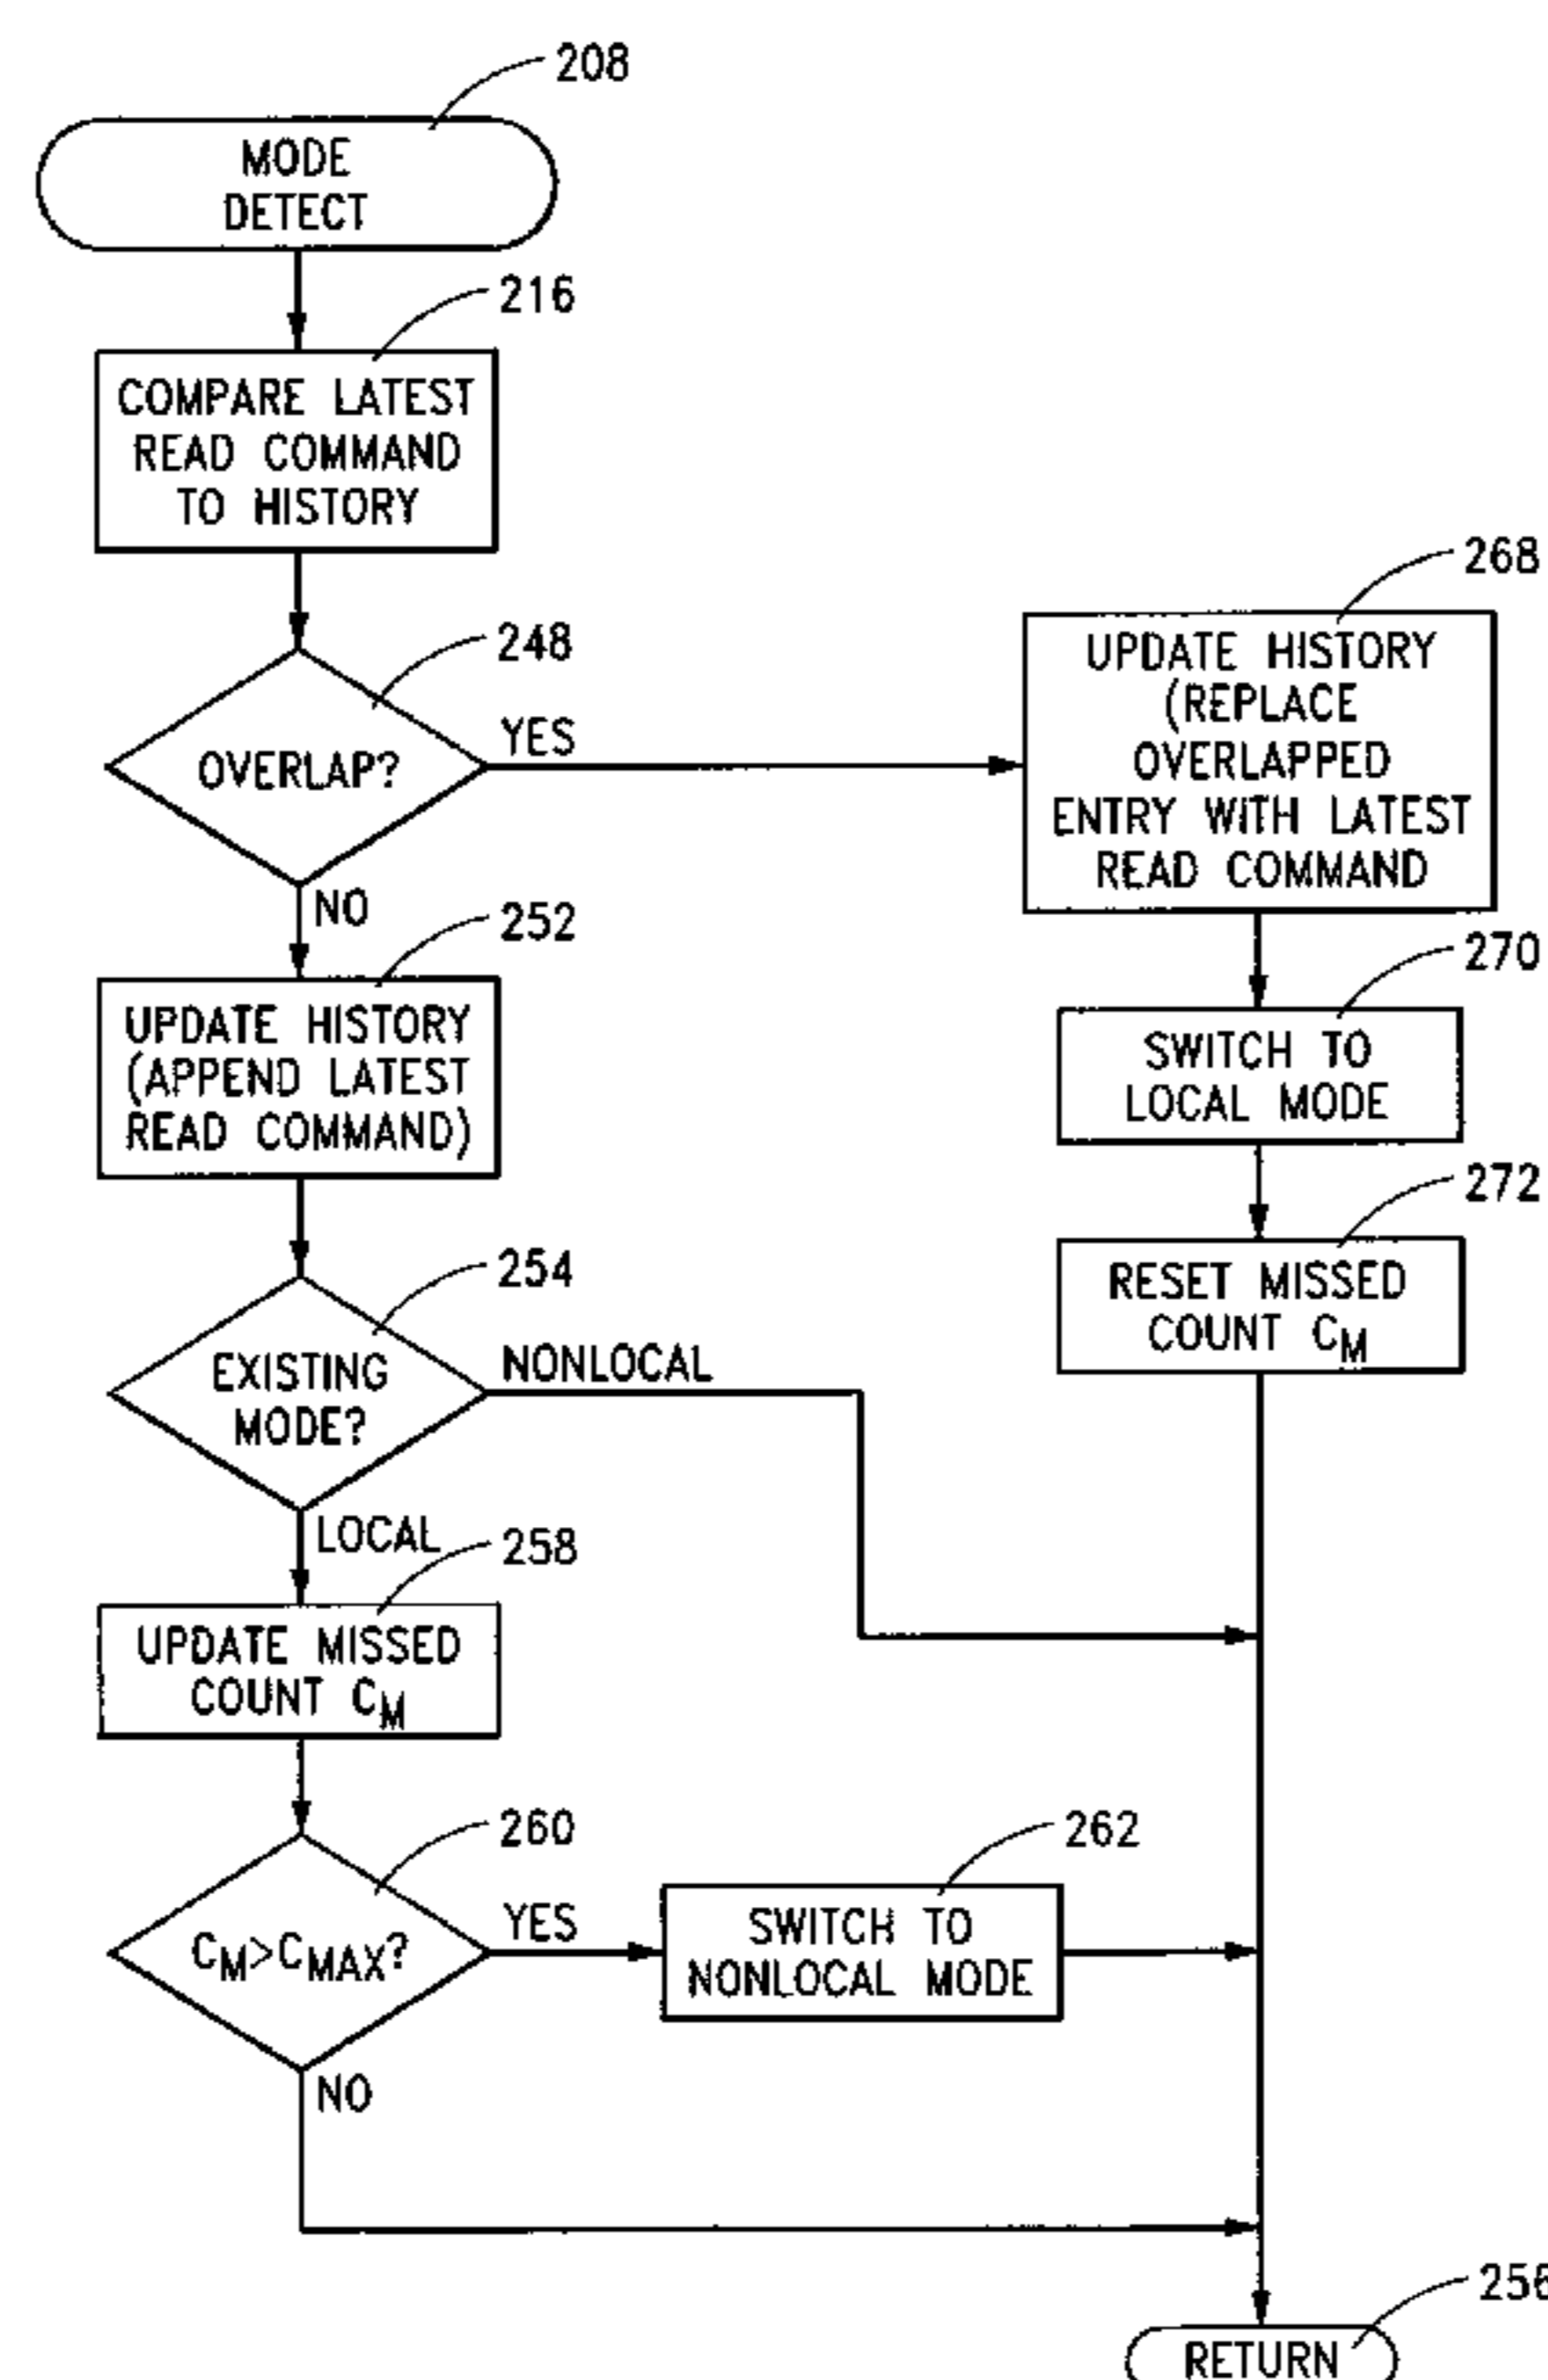 208
MODE
DETECT
216
COMPARE LATEST
READ COMMAND
TO HISTORY
248
OVERLAP?
YES
NO
268
UPDATE HISTORY
(REPLACE
OVERLAPPED
ENTRY WITH LATEST
READ COMMAND
252
UPDATE HISTORY
(APPEND LATEST
READ COMMAND)
270
SWITCH TO
LOCAL MODE
272
RESET MISSED
COUNT CM
254
EXISTING
MODE?
NONLOCAL
LOCAL
258
UPDATE MISSED
COUNT CM
260
CM>CMAX?
YES
NO
262
SWITCH TO
NONLOCAL MODE
256
RETURN